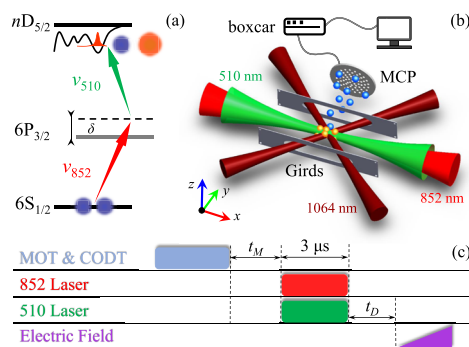 nD5/2
(a)
ν510
6P3/2
δ
ν852
6S1/2
boxcar
(b)
MCP
510 nm
Girds
852 nm
1064 nm
z
y
x
MOT & CODT
tM
3 μs
(c)
852 Laser
510 Laser
tD
Electric Field